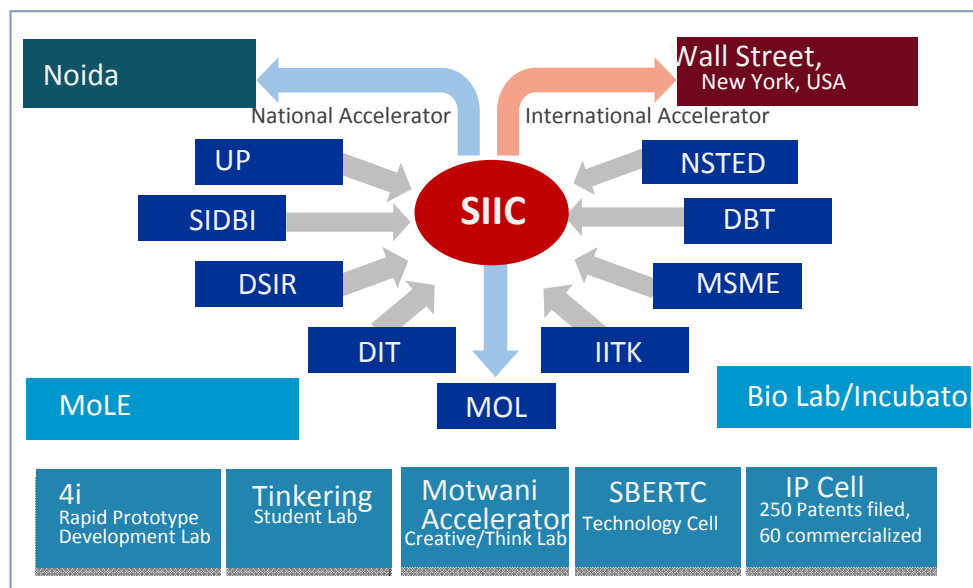 Noida
Wall Street,
New York, USA
National Accelerator
International Accelerator
UP
NSTED
SIIC
SIDBI
DBT
DSIR
MSME
DIT
IITK
MoLE
MOL
Bio Lab/Incubator
4i
Rapid Prototype
Development Lab
Tinkering
Student Lab
Motwani
Accelerator
Creative/Think Lab
SBERTC
Technology Cell
IP Cell
250 Patents filed,
60 commercialized